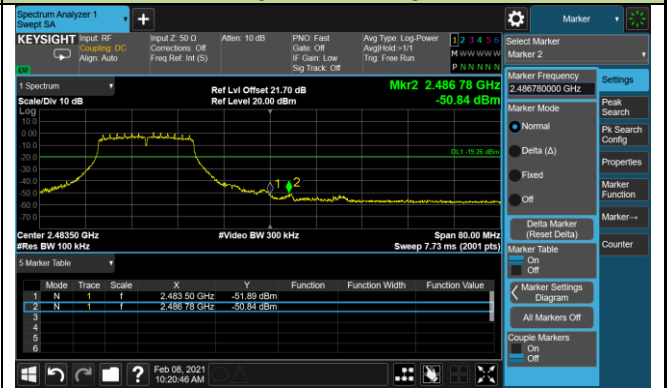 Spectrum Analyzer 1
Swept SA
+
Marker
KEYSIGHT
Input: RF
Coupling: DC
Align: Auto
Input Z: 50 Ω
Corrections: Off
Freq Ref: Int (S)
Atten: 10 dB
PNO: Fast
Gate: Off
IF Gain: Low
Sig Track: Off
Avg Type: Log-Power
Avg|Hold:>1/1
Trig: Free Run
1 2 3 4 5 6
M W W W W W
P N N N N N
LW
Select Marker
Marker 2
Marker Frequency
2.486780000 GHz
Settings
1 Spectrum
Ref Lvl Offset 21.70 dB
Mkr2 2.486 78 GHz
Scale/Div 10 dB
Ref Level 20.00 dBm
-50.84 dBm
Log
10.0
0.00
-10.0
-20.0
-30.0
-40.0
-50.0
-60.0
-70.0
DL1 -19.26 dBm
1
2
Marker Mode
Normal
Delta (Δ)
Fixed
Off
Peak
Search
Pk Search
Config
Properties
Marker
Function
Marker→
Counter
Delta Marker
(Reset Delta)
Marker Table
On
Off
Marker Settings
Diagram
All Markers Off
Couple Markers
On
Off
Center 2.48350 GHz
#Video BW 300 kHz
Span 80.00 MHz
#Res BW 100 kHz
Sweep 7.73 ms (2001 pts)
5 Marker Table
Mode Trace Scale X Y Function Function Width Function Value
1 N 1 f 2.483 50 GHz -51.89 dBm
2 N 1 f 2.486 78 GHz -50.84 dBm
3
4
5
6
?
Feb 08, 2021
10:20:46 AM